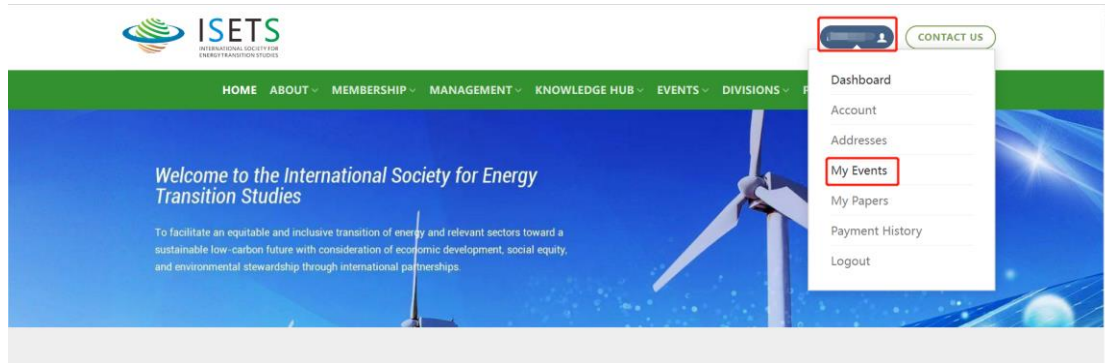 ISETS
INTERNATIONAL SOCIETY FOR
ENERGY TRANSITION STUDIES
CONTACT US
HOME ABOUT MEMBERSHIP MANAGEMENT KNOWLEDGE HUB EVENTS DIVISIONS
Dashboard
Account
Addresses
My Events
My Papers
Payment History
Logout
Welcome to the International Society for Energy
Transition Studies
To facilitate an equitable and inclusive transition of energy and relevant sectors toward a
sustainable low-carbon future with consideration of economic development, social equity,
and environmental stewardship through international partnerships.